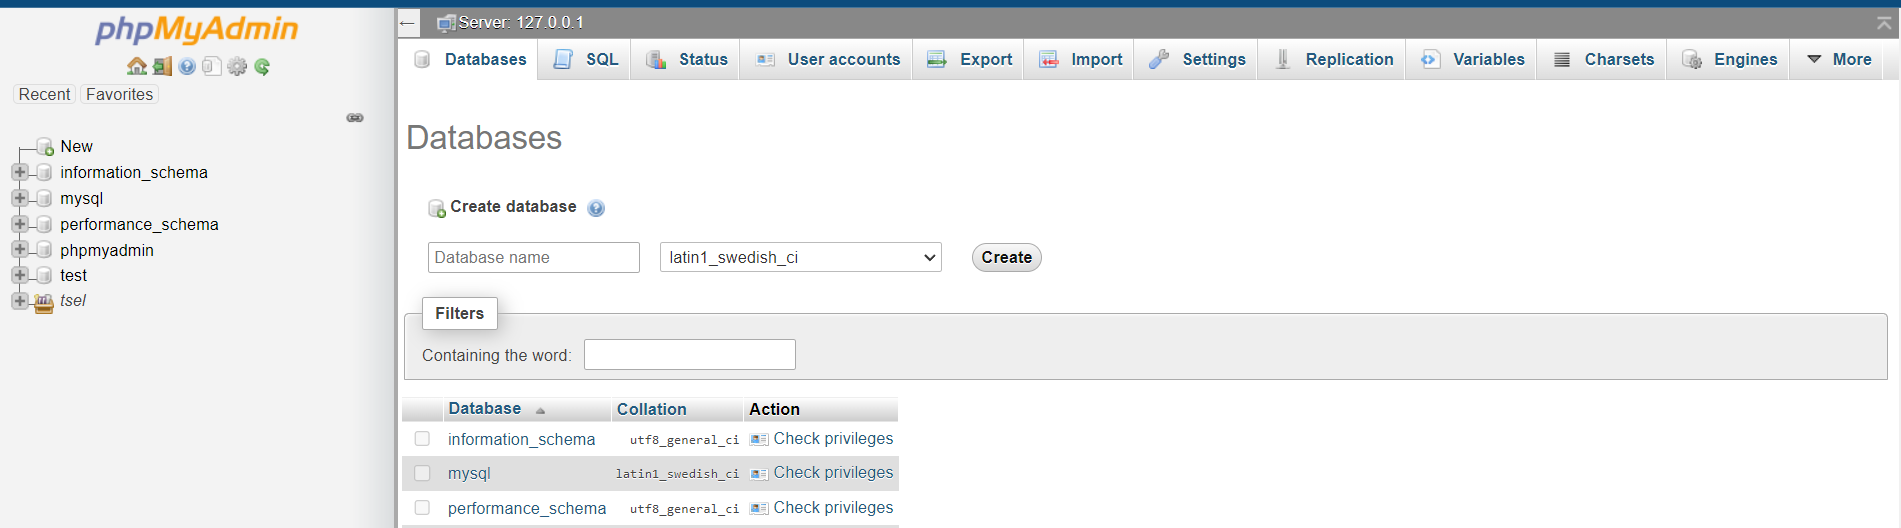 phpMyAdmin
Recent Favorites
New
information_schema
mysql
performance_schema
phpmyadmin
test
tsel
Server: 127.0.0.1
Databases SQL Status User accounts Export Import Settings Replication Variables Charsets Engines More
Databases
Create database
Database name latin1_swedish_ci Create
Filters
Containing the word:
Database Collation Action
information_schema utf8_general_ci Check privileges
mysql latin1_swedish_ci Check privileges
performance_schema utf8_general_ci Check privileges